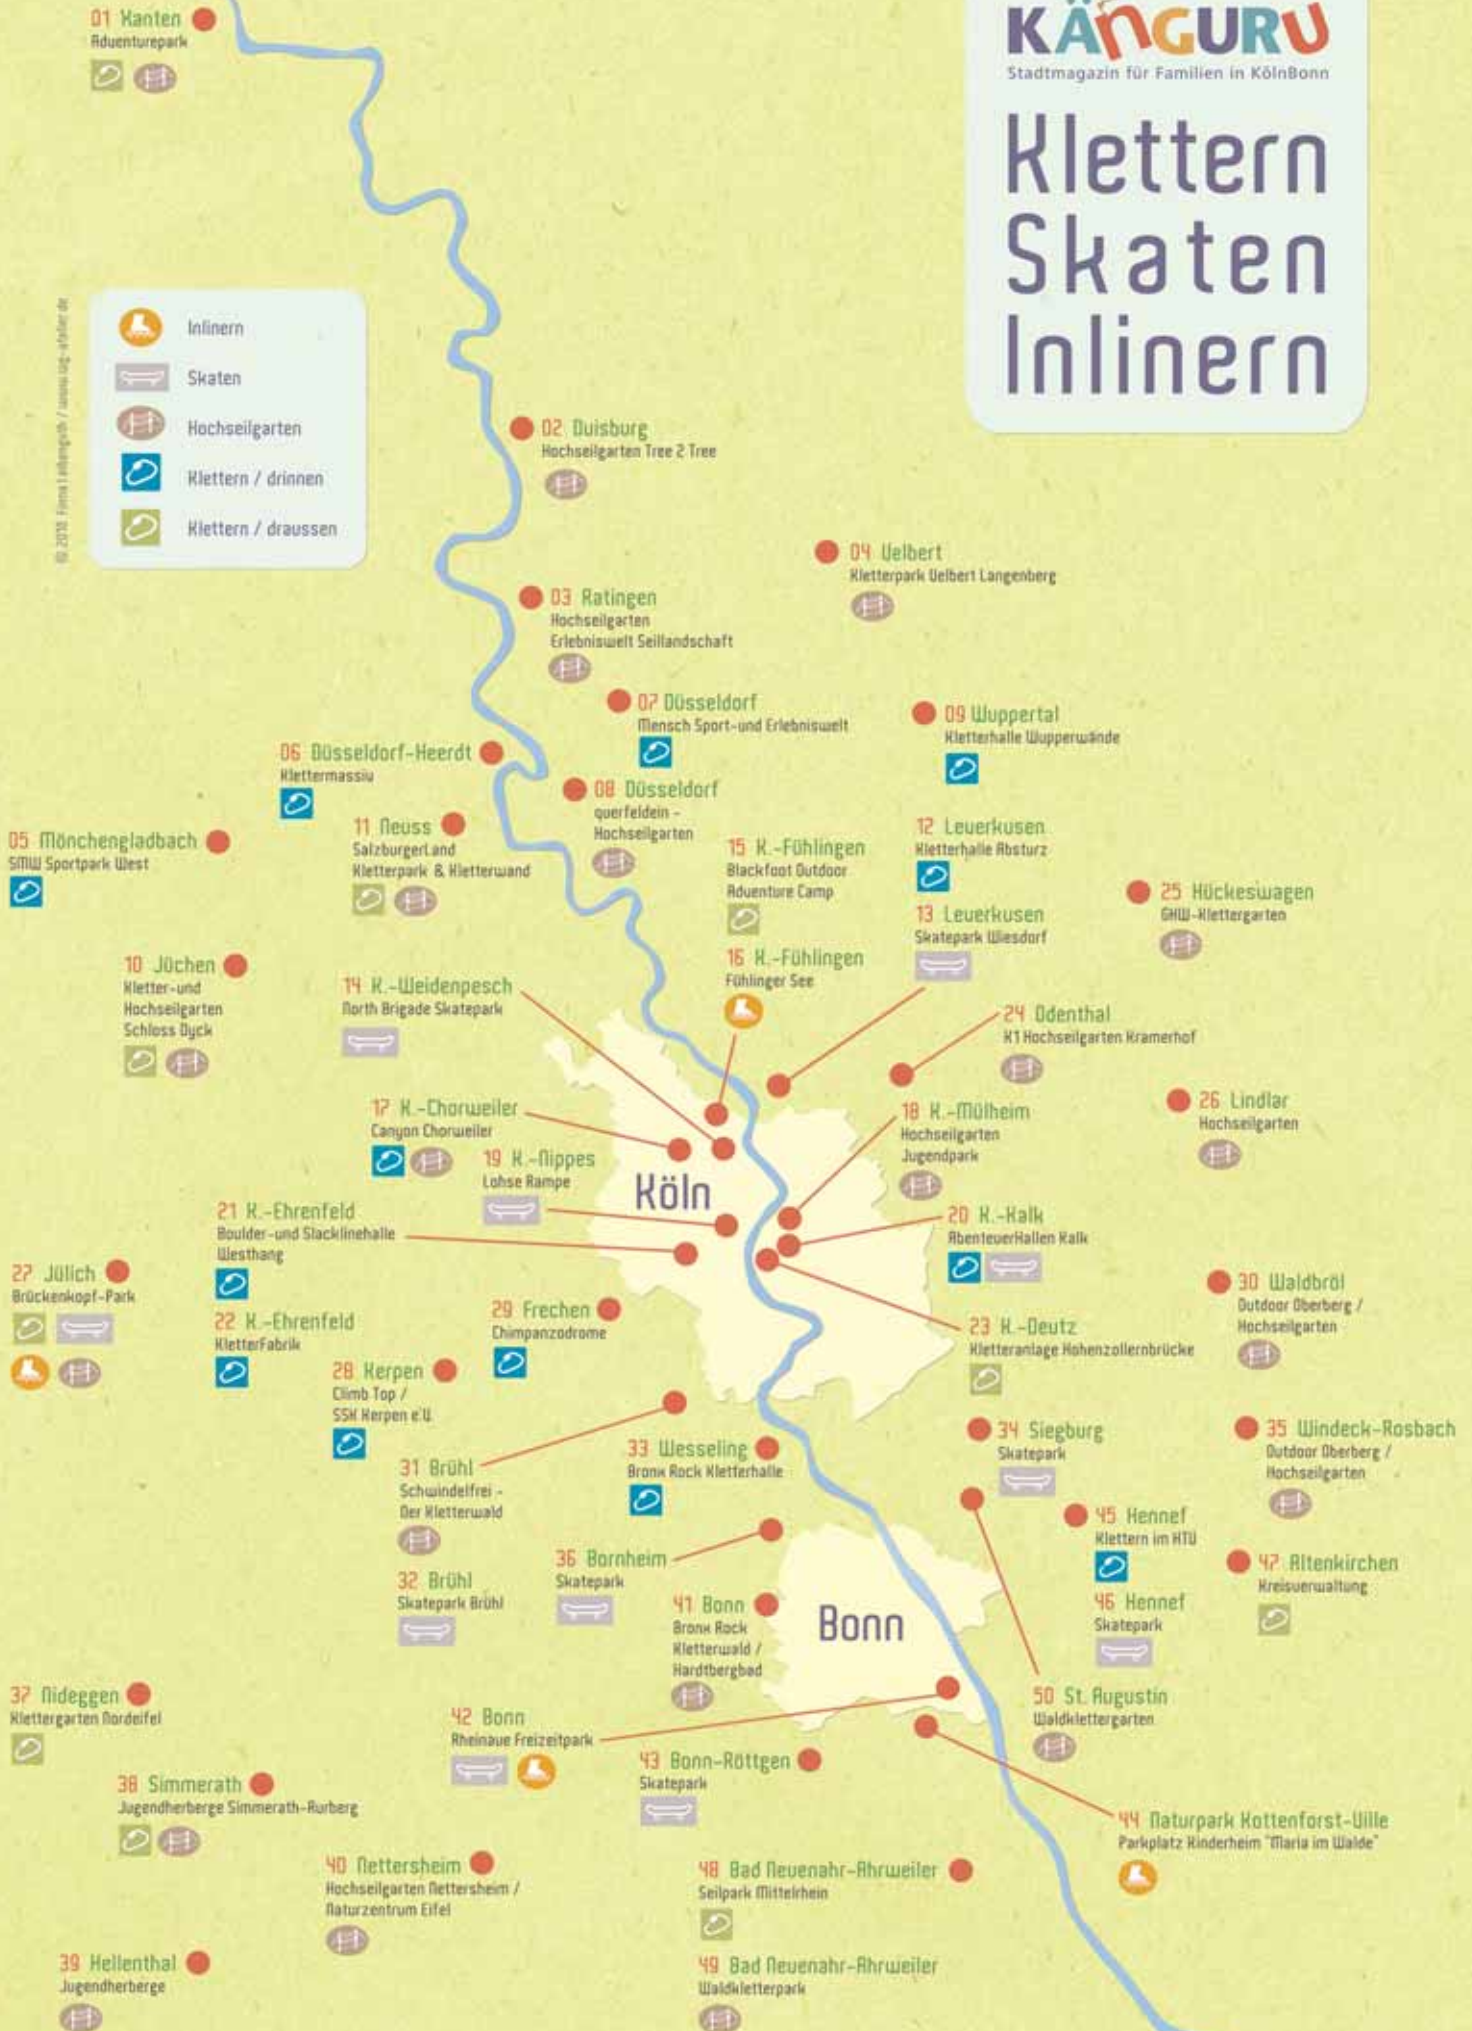 KÄNGURU
Stadtmagazin für Familien in KölnBonn
Klettern
Skaten
Inlinern
01 Xanten
Adventurepark
Inlinern
Skaten
Hochseilgarten
Klettern / drinnen
Klettern / draussen
02 Duisburg
Hochseilgarten Tree 2 Tree
04 Velbert
Kletterpark Velbert Langenberg
03 Ratingen
Hochseilgarten
Erlebniswelt Seillandschaft
07 Düsseldorf
Mensch Sport-und Erlebniswelt
09 Wuppertal
Kletterhalle Wupperwände
06 Düsseldorf-Heerdt
Klettermassiv
08 Düsseldorf
querfeldein -
Hochseilgarten
05 Mönchengladbach
SMW Sportpark West
11 Neuss
SalzburgerLand
Kletterpark & Kletterwand
15 K.-Fühlingen
Blackfoot Outdoor
Adventure Camp
12 Leverkusen
Kletterhalle Absturz
13 Leverkusen
Skatepark Wiesdorf
25 Hückeswagen
GHW-Klettergarten
10 Jüchen
Kletter-und
Hochseilgarten
Schloss Dyck
14 K.-Weidenpesch
North Brigade Skatepark
16 K.-Fühlingen
Fühlinger See
24 Odenthal
K1 Hochseilgarten Kramerhof
17 K.-Chorweiler
Canyon Chorweiler
18 K.-Mülheim
Hochseilgarten
Jugendpark
26 Lindlar
Hochseilgarten
19 K.-Nippes
Lohse Rampe
Köln
21 K.-Ehrenfeld
Boulder-und Slacklinehalle
Westhang
20 K.-Kalk
AbenteuerHallen Kalk
27 Jülich
Brückenkopf-Park
22 K.-Ehrenfeld
KletterFabrik
29 Frechen
Chimpanzodrome
23 K.-Deutz
Kletteranlage Hohenzollernbrücke
30 Waldbröl
Outdoor Oberberg /
Hochseilgarten
28 Kerpen
Climb Top /
SSK Kerpen e.V.
31 Brühl
Schwindelfrei -
Der Kletterwald
33 Wesseling
Bronx Rock Kletterhalle
34 Siegburg
Skatepark
35 Windeck-Rosbach
Outdoor Oberberg /
Hochseilgarten
32 Brühl
Skatepark Brühl
36 Bornheim
Skatepark
45 Hennef
Klettern im HTV
46 Hennef
Skatepark
47 Altenkirchen
Kreisverwaltung
41 Bonn
Bronx Rock
Kletterwald /
Hardtbergbad
Bonn
37 Nideggen
Klettergarten Nordeifel
42 Bonn
Rheinaue Freizeitpark
50 St. Augustin
Waldklettergarten
43 Bonn-Röttgen
Skatepark
38 Simmerath
Jugendherberge Simmerath-Rurberg
44 Naturpark Kottenforst-Ville
Parkplatz Kinderheim "Maria im Walde"
40 Nettersheim
Hochseilgarten Nettersheim /
Naturzentrum Eifel
48 Bad Neuenahr-Ahrweiler
Seilpark Mittelrhein
39 Hellenthal
Jugendherberge
49 Bad Neuenahr-Ahrweiler
Waldkletterpark